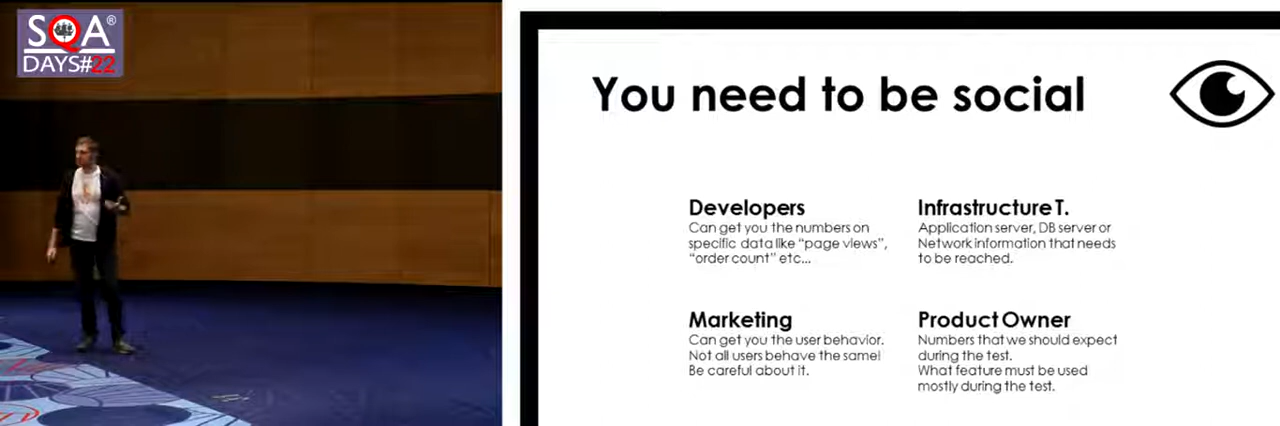 SQA®
DAYS#22
You need to be social
Developers
Can get you the numbers on
specific data like “page views”,
“order count” etc...
Infrastructure T.
Application server, DB server or
Network information that needs
to be reached.
Marketing
Can get you the user behavior.
Not all users behave the same!
Be careful about it.
Product Owner
Numbers that we should expect
during the test.
What feature must be used
mostly during the test.